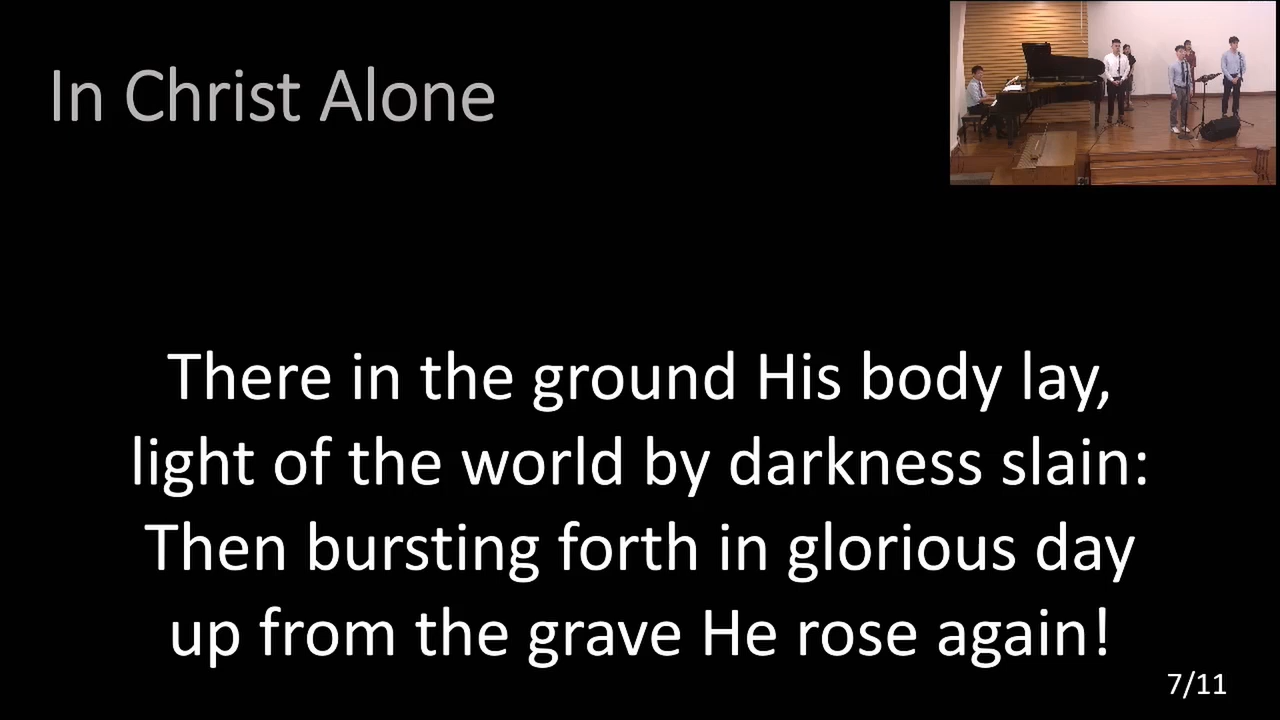 In Christ Alone
There in the ground His body lay,
light of the world by darkness slain:
Then bursting forth in glorious day
up from the grave He rose again!
7/11